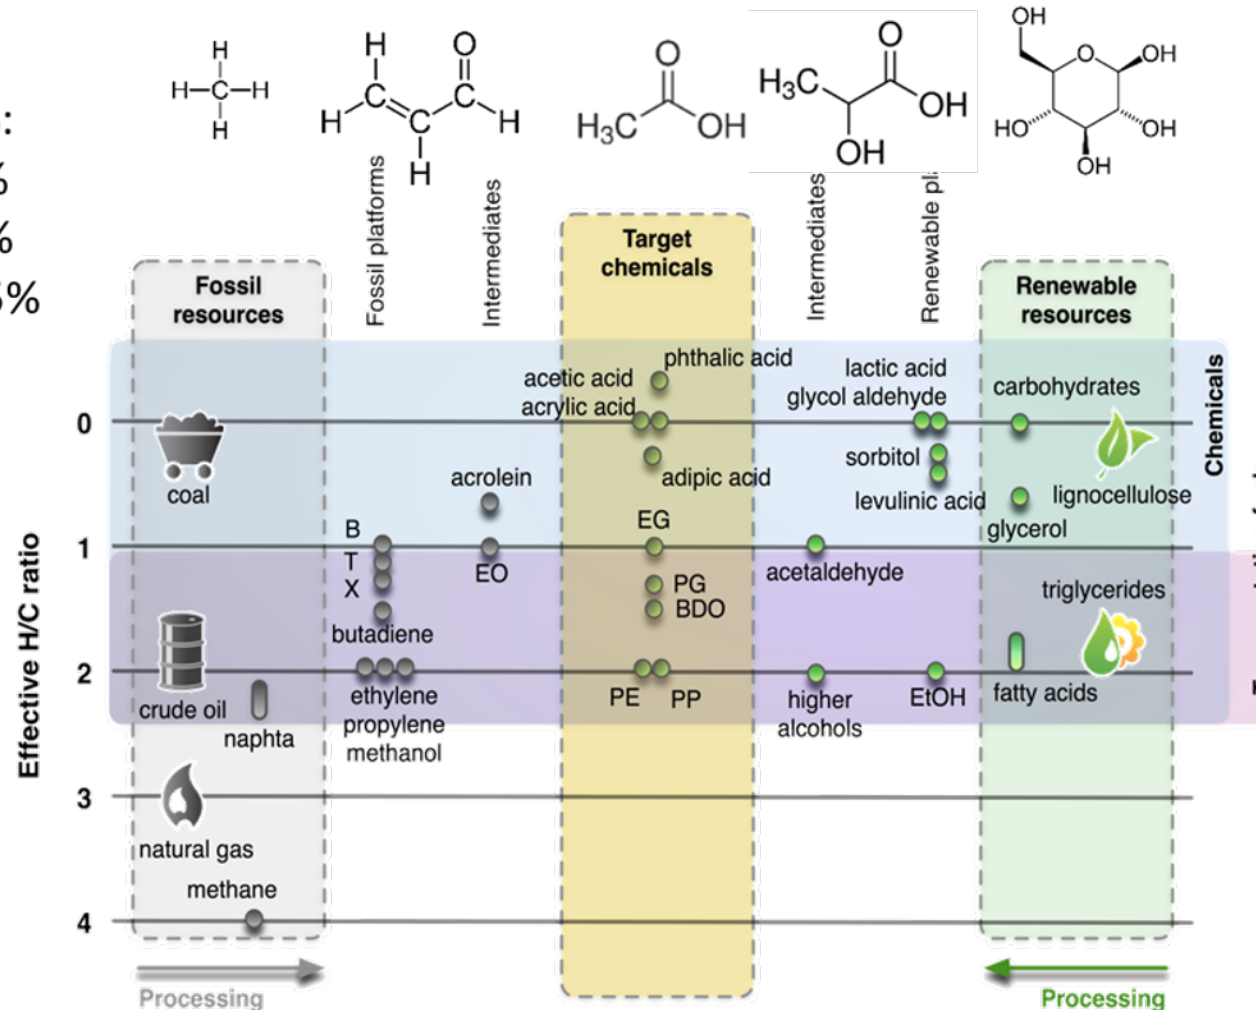 H
H–C–H
H
H
O
H
C
C
C
H
H
O
H3C
OH
O
H3C
OH
OH
OH
O
OH
HO
OH
OH
:
%
%
5%
Fossil platforms
Intermediates
Intermediates
Renewable
Fossil
resources
Target
chemicals
Renewable
resources
Chemicals
Effective H/C ratio
0
1
2
3
4
coal
crude oil
naphta
natural gas
methane
B
T
X
butadiene
ethylene
propylene
methanol
acrolein
EO
phthalic acid
acetic acid
acrylic acid
adipic acid
EG
PG
BDO
PE
PP
acetaldehyde
higher
alcohols
lactic acid
glycol aldehyde
sorbitol
levulinic acid
EtOH
carbohydrates
lignocellulose
glycerol
triglycerides
fatty acids
Processing
Processing